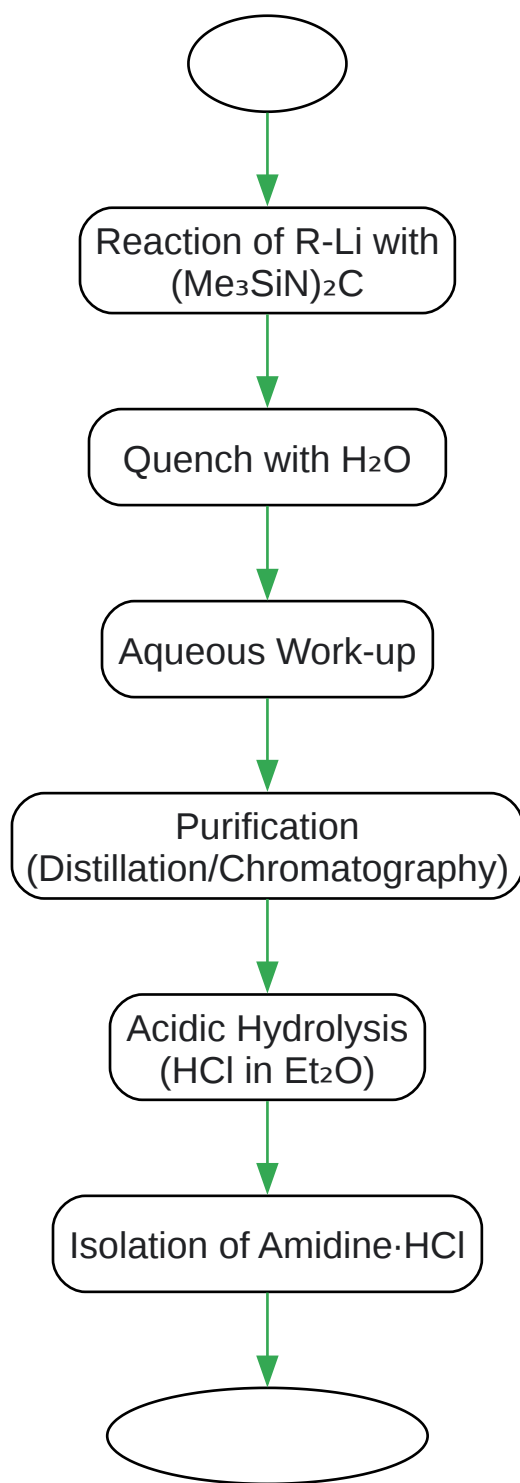 Reaction of R-Li with
(Me₃SiN)₂C
Quench with H₂O
Aqueous Work-up
Purification
(Distillation/Chromatography)
Acidic Hydrolysis
(HCl in Et₂O)
Isolation of Amidine·HCl